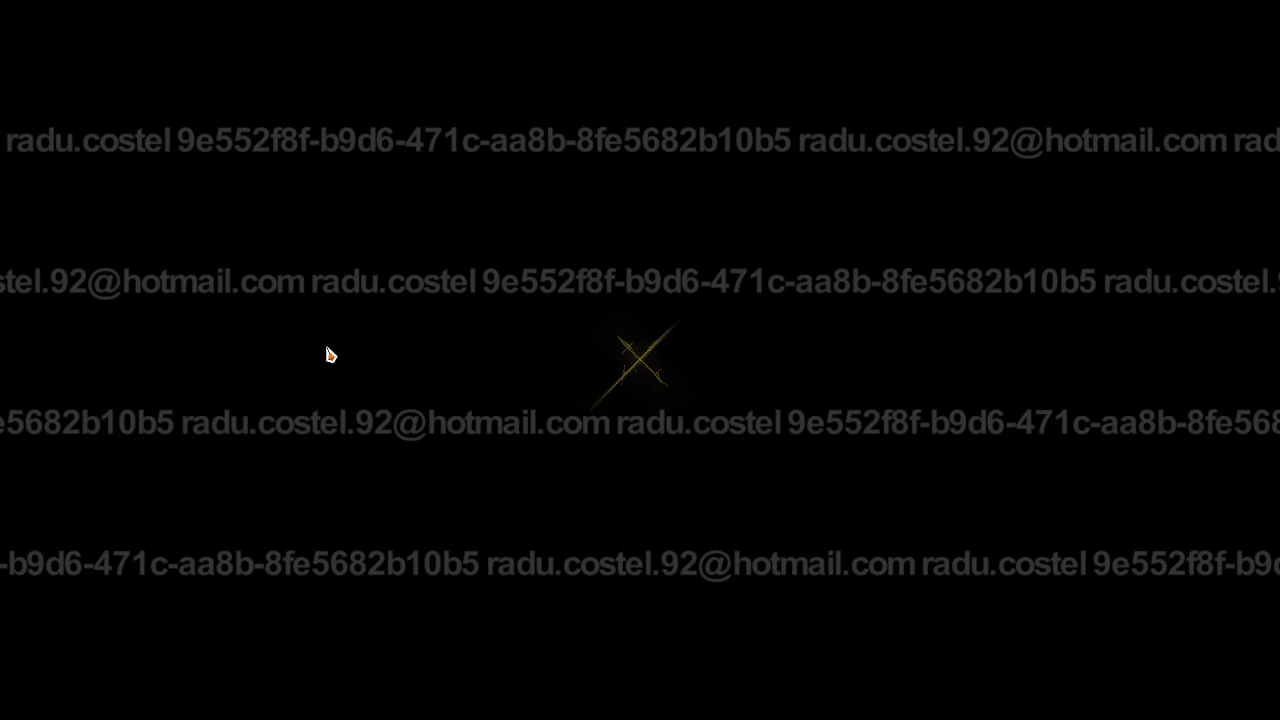 radu.costel 9e552f8f-b9d6-471c-aa8b-8fe5682b10b5 radu.costel.92@hotmail.com rad
stel.92@hotmail.com radu.costel 9e552f8f-b9d6-471c-aa8b-8fe5682b10b5 radu.costel.
e5682b10b5 radu.costel.92@hotmail.com radu.costel 9e552f8f-b9d6-471c-aa8b-8fe568
-b9d6-471c-aa8b-8fe5682b10b5 radu.costel.92@hotmail.com radu.costel 9e552f8f-b9